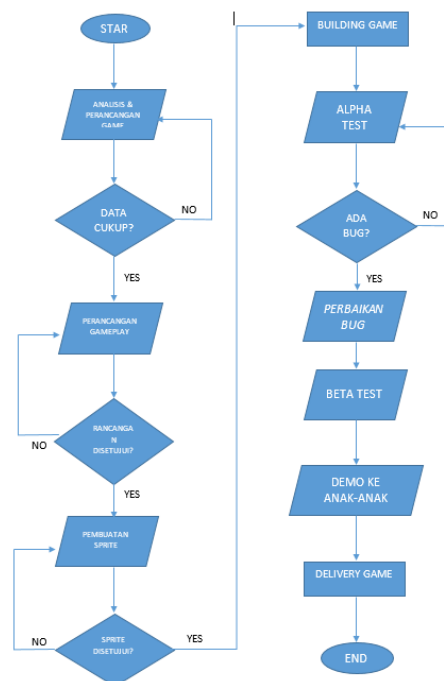 STAR
ANALISIS &
PERANCANGAN
GAME
DATA
CUKUP?
NO
YES
PERANCANGAN
GAMEPLAY
RANCANGA
N
DISETUJUI?
NO
YES
PEMBUATAN
SPRITE
SPRITE
DISETUJUI?
NO
YES
BUILDING GAME
ALPHA
TEST
ADA
BUG?
NO
YES
PERBAIKAN
BUG
BETA TEST
DEMO KE
ANAK-ANAK
DELIVERY GAME
END